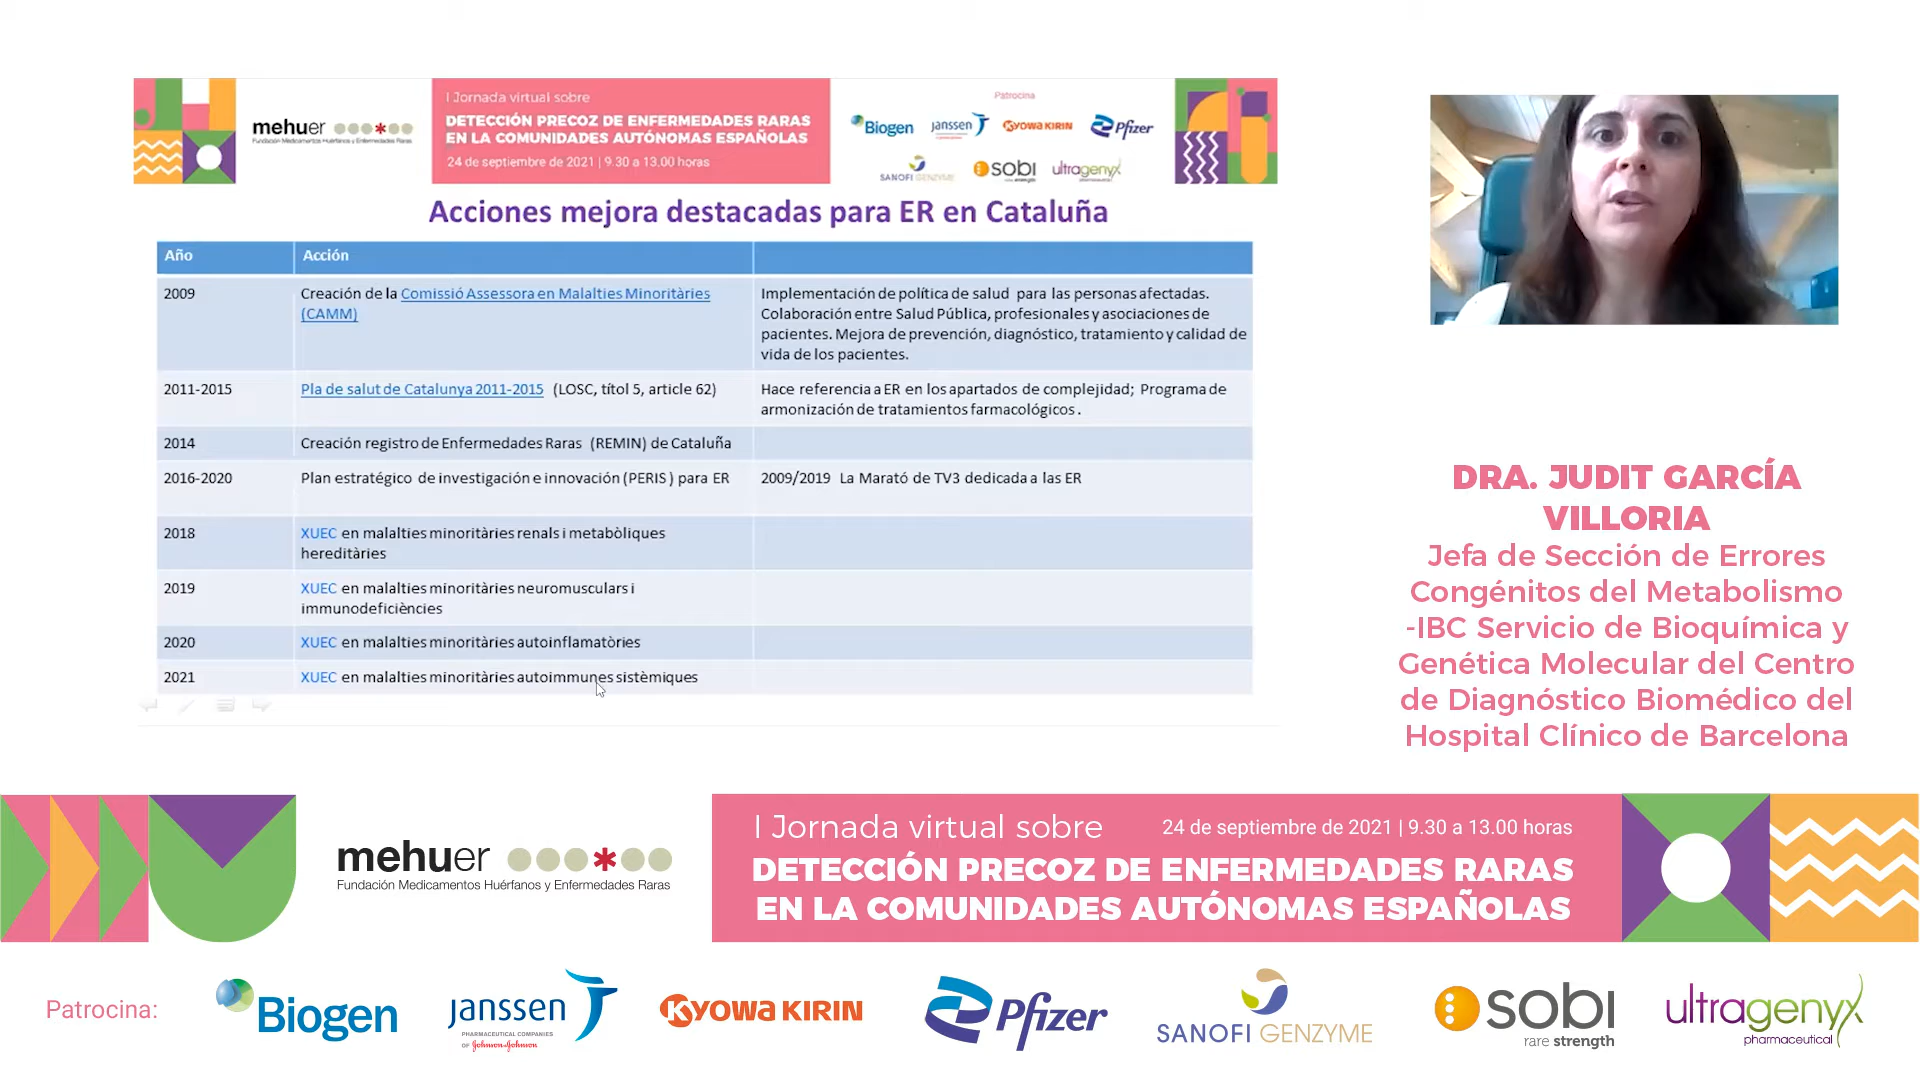 mehuer
Fundación Medicamentos Huérfanos y Enfermedades Raras
I Jornada virtual sobre
DETECCIÓN PRECOZ DE ENFERMEDADES RARAS
EN LA COMUNIDADES AUTÓNOMAS ESPAÑOLAS
24 de septiembre de 2021 | 9.30 a 13.00 horas
Patrocina
Biogen
janssen
KYOWA KIRIN
Pfizer
SANOFI GENZYME
sobi
rare strength
ultragenyx
pharmaceutical
Acciones mejora destacadas para ER en Cataluña
Año Acción
2009 Creación de la Comissió Assessora en Malalties Minoritàries
(CAMM)
Implementación de política de salud para las personas afectadas.
Colaboración entre Salud Pública, profesionales y asociaciones de
pacientes. Mejora de prevención, diagnóstico, tratamiento y calidad de
vida de los pacientes.
2011-2015 Pla de salut de Catalunya 2011-2015 (LOSC, títol 5, article 62)
Hace referencia a ER en los apartados de complejidad; Programa de
armonización de tratamientos farmacológicos.
2014 Creación registro de Enfermedades Raras (REMIN) de Cataluña
2016-2020 Plan estratégico de investigación e innovación (PERIS) para ER 2009/2019 La Marató de TV3 dedicada a las ER
2018 XUEC en malalties minoritàries renals i metabòliques
hereditàries
2019 XUEC en malalties minoritàries neuromusculars i
immunodeficiències
2020 XUEC en malalties minoritàries autoinflamatòries
2021 XUEC en malalties minoritàries autoimmunes sistèmiques
DRA. JUDIT GARCÍA
VILLORIA
Jefa de Sección de Errores
Congénitos del Metabolismo
-IBC Servicio de Bioquímica y
Genética Molecular del Centro
de Diagnóstico Biomédico del
Hospital Clínico de Barcelona
mehuer
Fundación Medicamentos Huérfanos y Enfermedades Raras
I Jornada virtual sobre 24 de septiembre de 2021 | 9.30 a 13.00 horas
DETECCIÓN PRECOZ DE ENFERMEDADES RARAS
EN LA COMUNIDADES AUTÓNOMAS ESPAÑOLAS
Patrocina:
Biogen
janssen
PHARMACEUTICAL COMPANIES
OF Johnson & Johnson
KYOWA KIRIN
Pfizer
SANOFI GENZYME
sobi
rare strength
ultragenyx
pharmaceutical